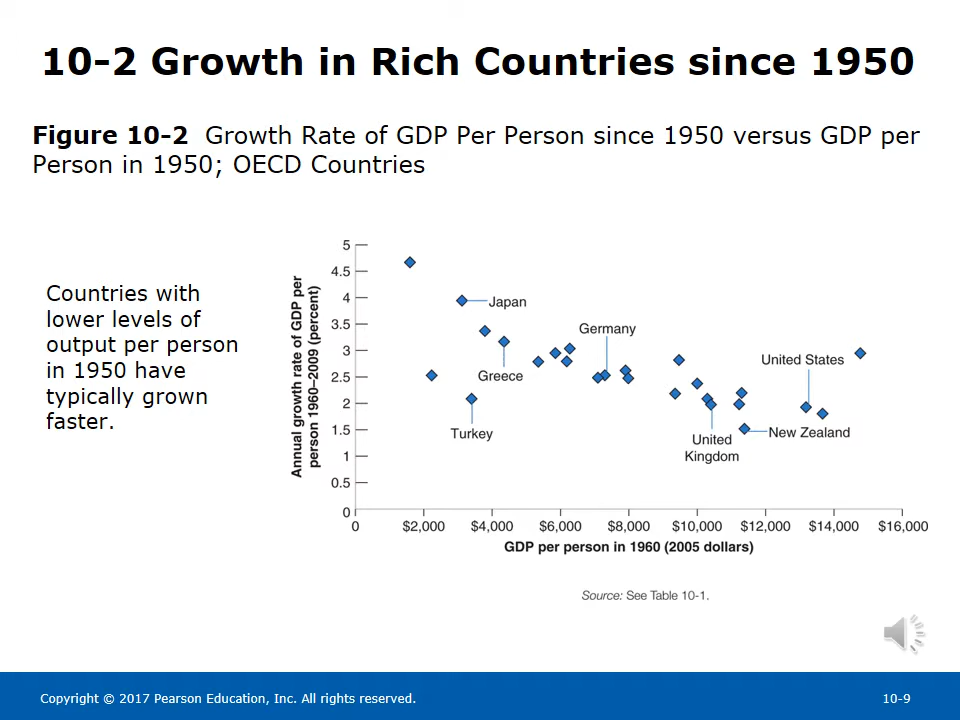 10-2 Growth in Rich Countries since 1950
Figure 10-2 Growth Rate of GDP Per Person since 1950 versus GDP per
Person in 1950; OECD Countries
Countries with
lower levels of
output per person
in 1950 have
typically grown
faster.
Annual growth rate of GDP per
person 1960–2009 (percent)
5
4.5
4
3.5
3
2.5
2
1.5
1
0.5
0
Japan
Germany
Greece
United States
Turkey
New Zealand
United
Kingdom
0 $2,000 $4,000 $6,000 $8,000 $10,000 $12,000 $14,000 $16,000
GDP per person in 1960 (2005 dollars)
Source: See Table 10-1.
Copyright © 2017 Pearson Education, Inc. All rights reserved.
10-9